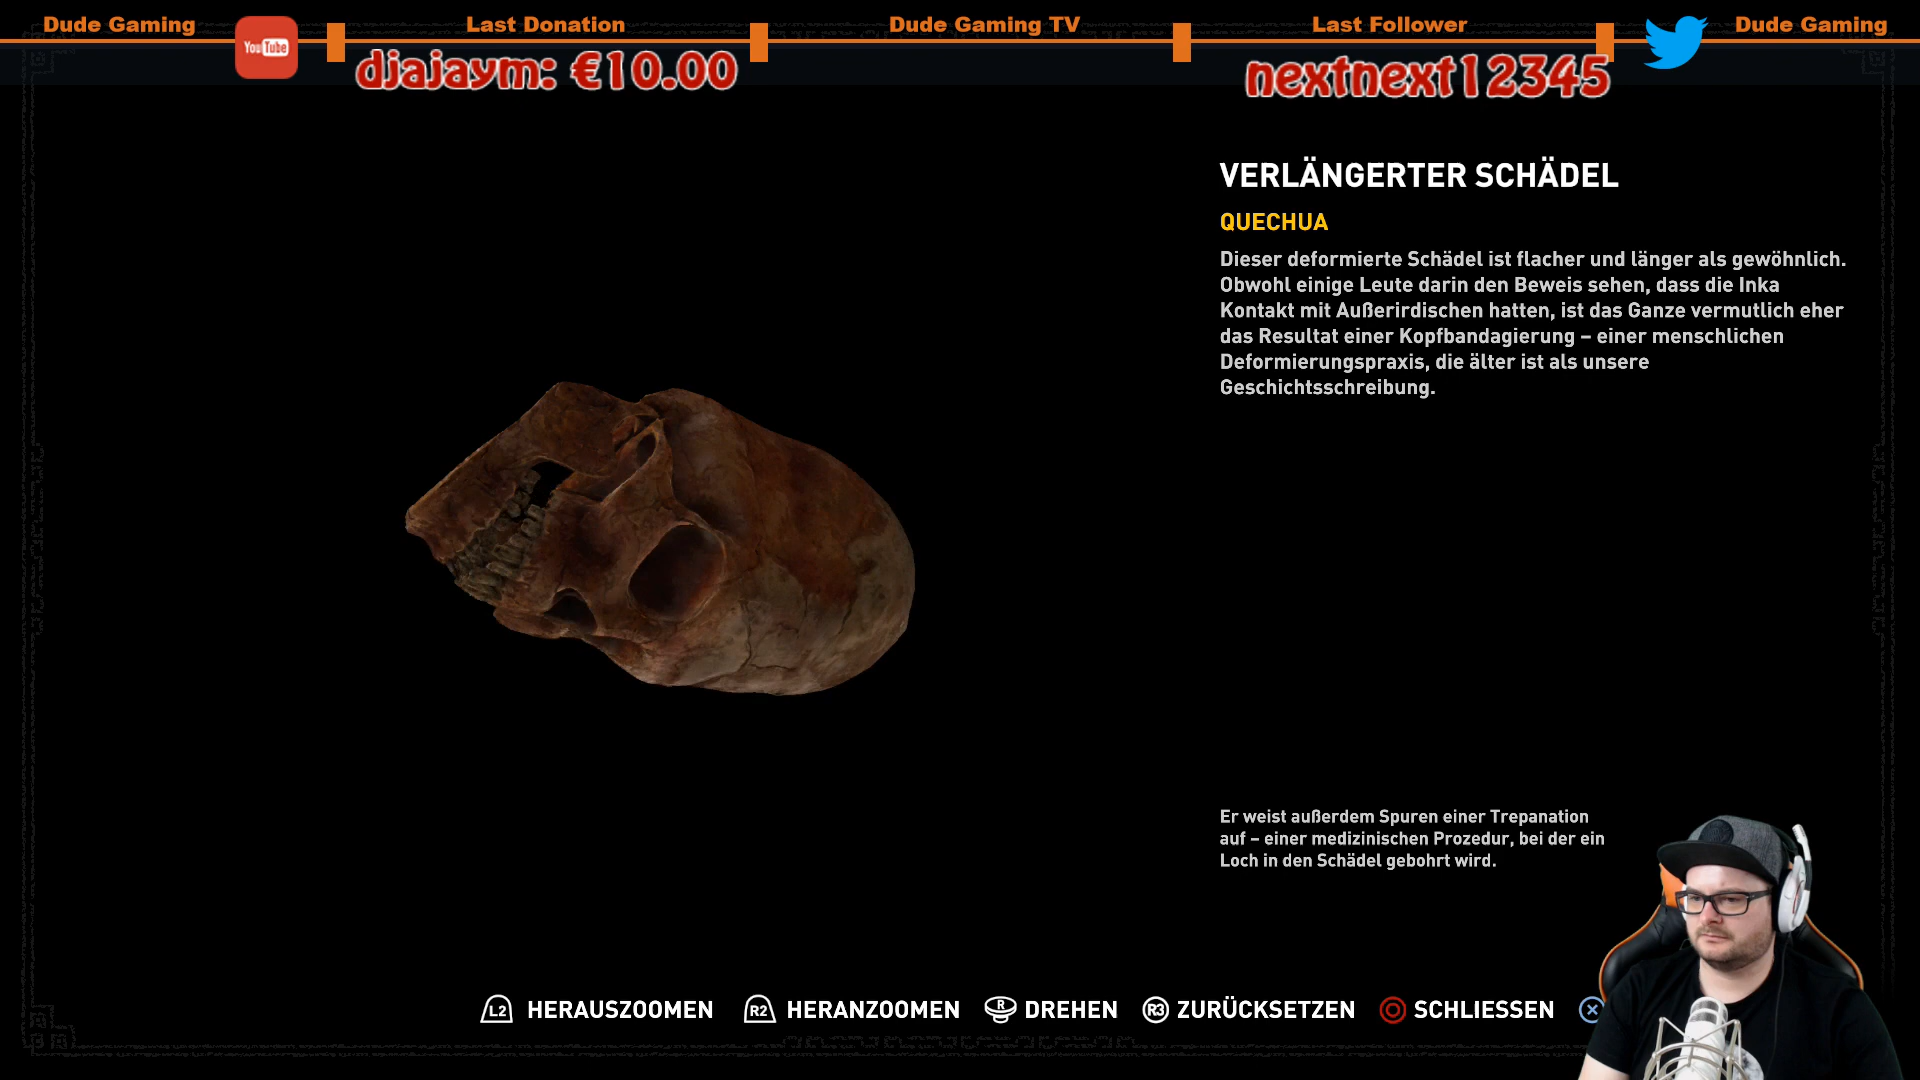 Dude Gaming
Last Donation
Dude Gaming TV
Last Follower
Dude Gaming
YouTube
djajaym: €10.00
nextnext12345
VERLÄNGERTER SCHÄDEL
QUECHUA
Dieser deformierte Schädel ist flacher und länger als gewöhnlich.
Obwohl einige Leute darin den Beweis sehen, dass die Inka
Kontakt mit Außerirdischen hatten, ist das Ganze vermutlich eher
das Resultat einer Kopfbandagierung – einer menschlichen
Deformierungspraxis, die älter ist als unsere
Geschichtsschreibung.
Er weist außerdem Spuren einer Trepanation
auf – einer medizinischen Prozedur, bei der ein
Loch in den Schädel gebohrt wird.
L2 HERAUSZOOMEN R2 HERANZOOMEN R DREHEN R3 ZURÜCKSETZEN SCHLIESSEN